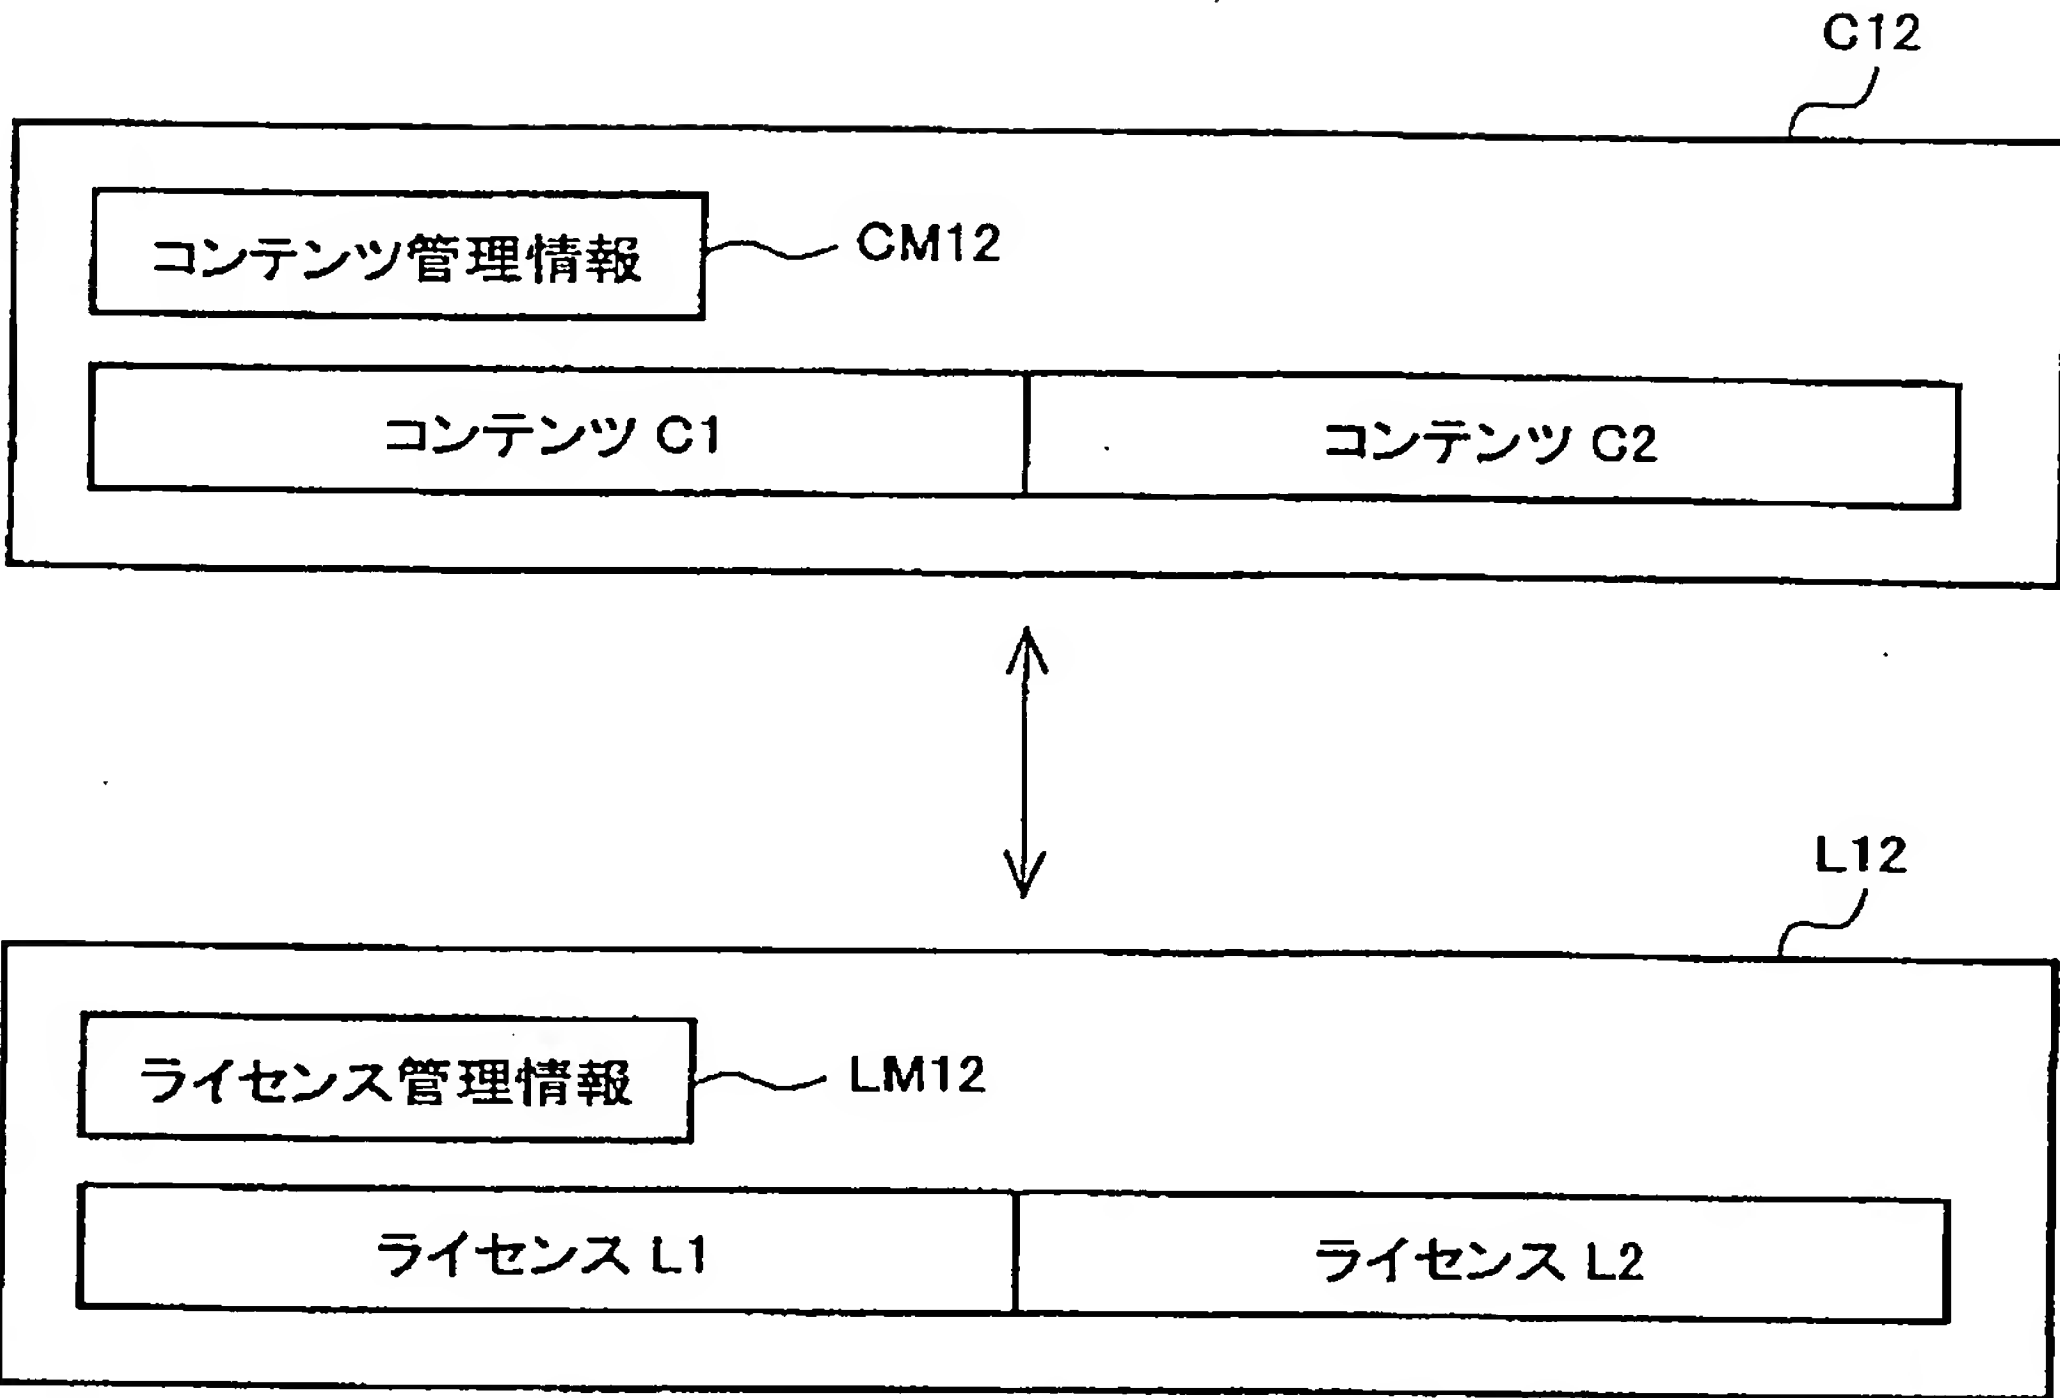 C12
コンテンツ管理情報
CM12
コンテンツ C1
コンテンツ C2
L12
ライセンス管理情報
LM12
ライセンス L1
ライセンス L2